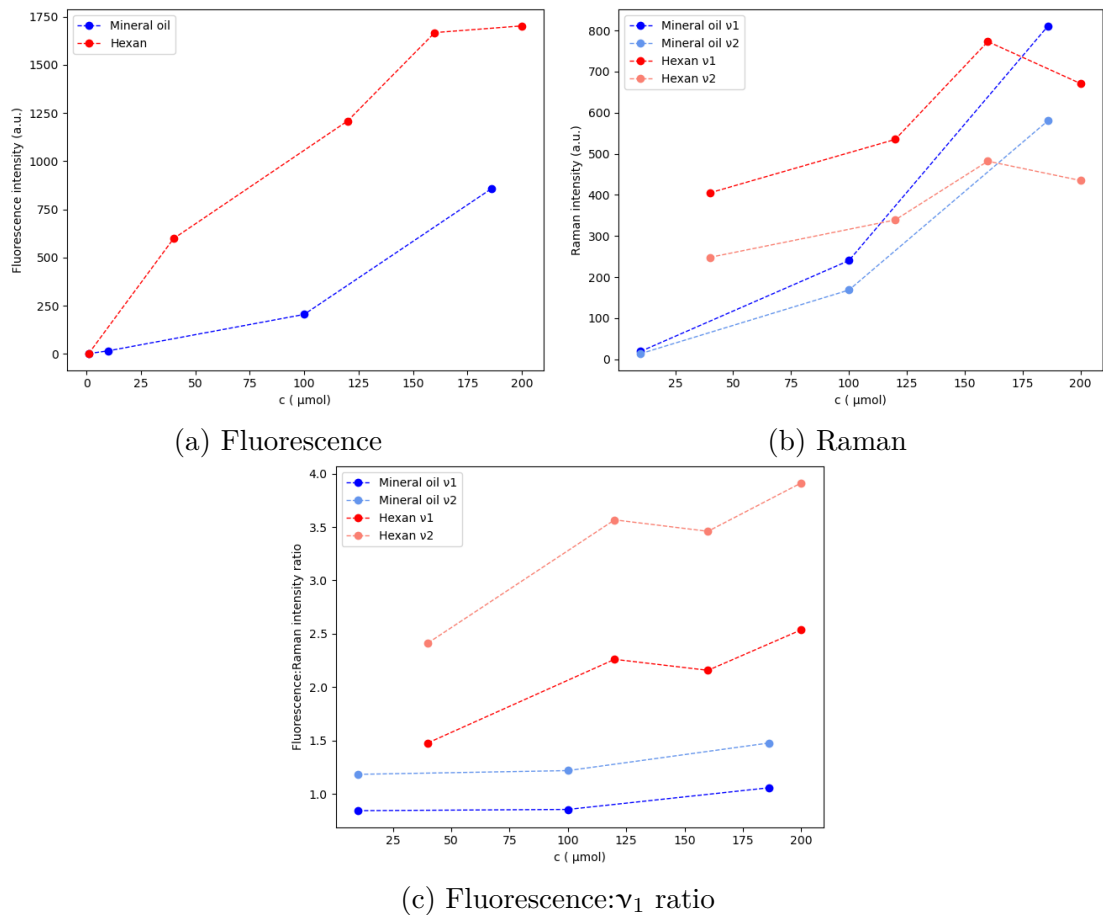 1750
1500
1250
1000
750
500
250
0
Fluorescence intensity (a.u.)
Mineral oil
Hexan
0 25 50 75 100 125 150 175 200
c ( μmol)
(a) Fluorescence
800
700
600
500
400
300
200
100
0
Raman intensity (a.u.)
Mineral oil ν1
Mineral oil ν2
Hexan ν1
Hexan ν2
25 50 75 100 125 150 175 200
c ( μmol)
(b) Raman
4.0
3.5
3.0
2.5
2.0
1.5
1.0
Fluorescence:Raman intensity ratio
Mineral oil ν1
Mineral oil ν2
Hexan ν1
Hexan ν2
25 50 75 100 125 150 175 200
c ( μmol)
(c) Fluorescence:ν₁ ratio